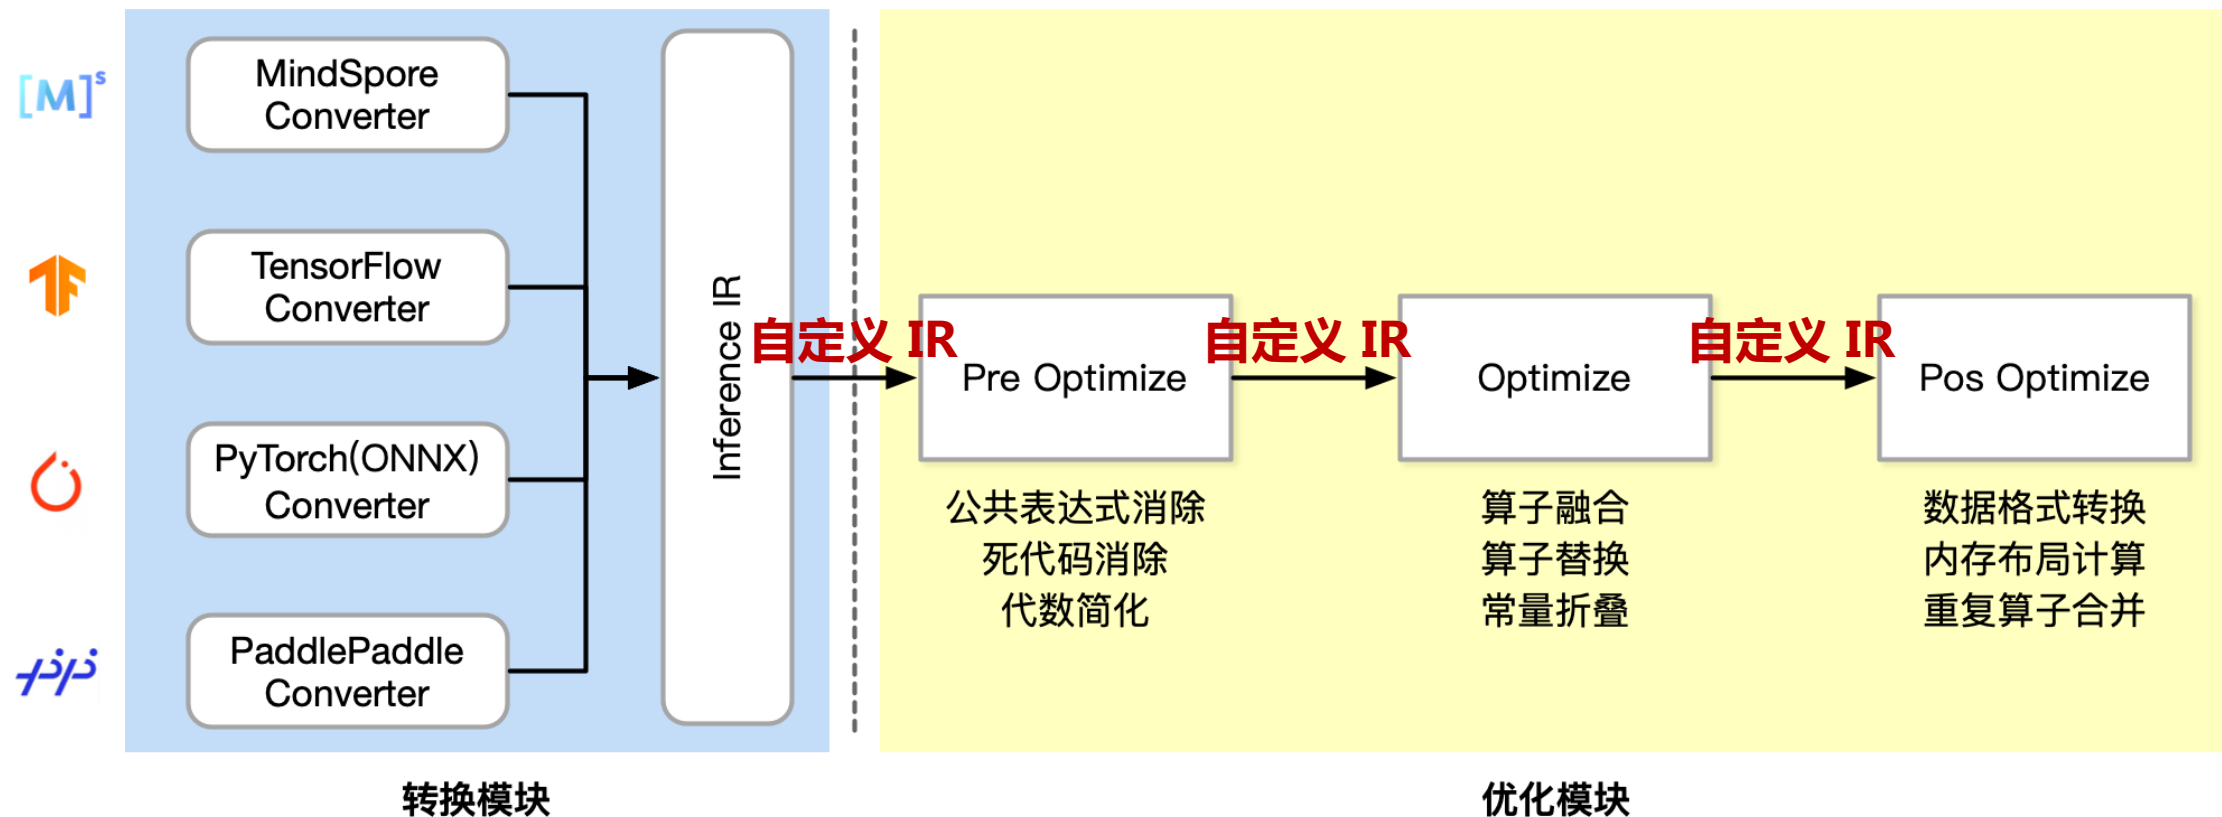 [M]s
MindSpore
Converter
TensorFlow
Converter
PyTorch(ONNX)
Converter
PaddlePaddle
Converter
Inference IR
自定义 IR
Pre Optimize
公共表达式消除
死代码消除
代数简化
自定义 IR
Optimize
算子融合
算子替换
常量折叠
自定义 IR
Pos Optimize
数据格式转换
内存布局计算
重复算子合并
转换模块
优化模块